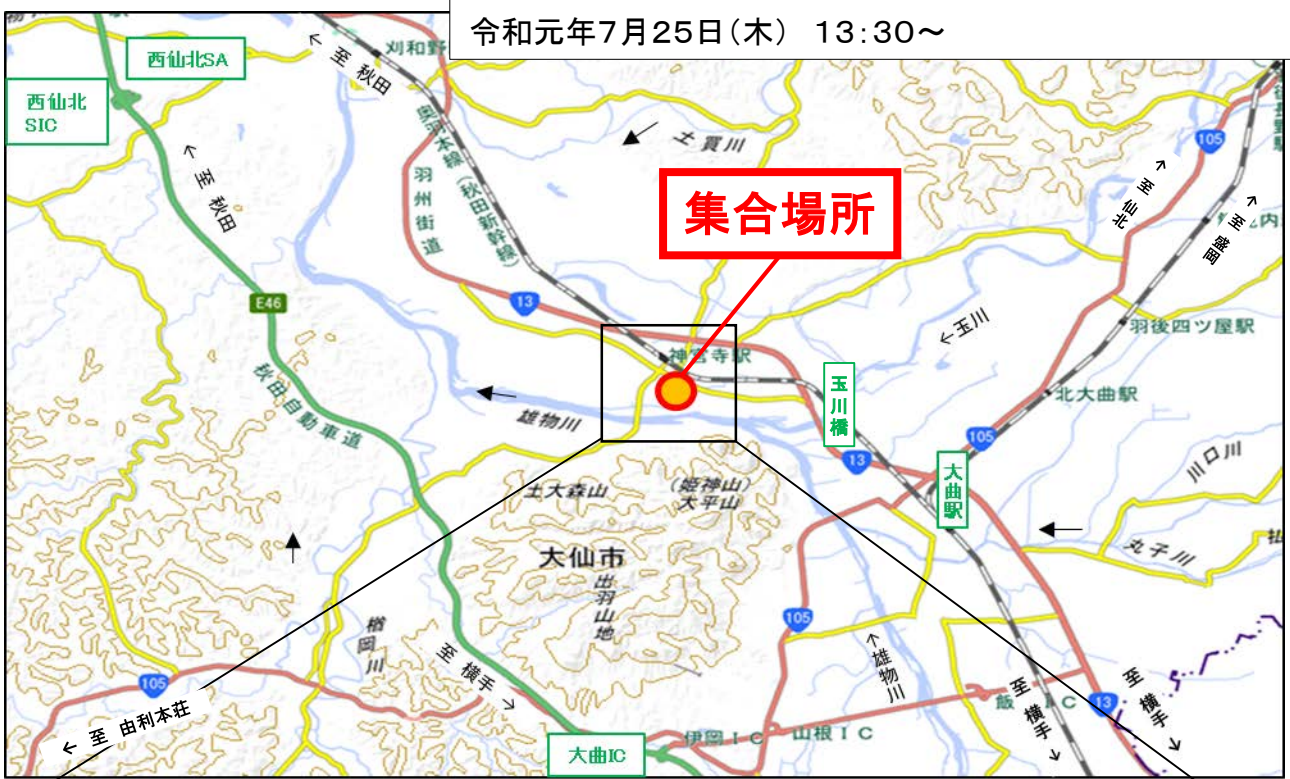 令和元年7月25日(木) 13:30～
西仙北SA
西仙北
SIC
← 至 秋田
刈和野
奥羽本線(秋田新幹線)
羽州街道
土買川
105
← 至 秋田
← 至 仙北
← 至 盛岡
集合場所
E46
13
秋田自動車道
神宮寺駅
←玉川
羽後四ツ屋駅
玉川橋
北大曲駅
雄物川
105
13
大曲駅
川口川
土大森山
(姫神山)
大平山
丸子川
大仙市
出羽山地
楢岡川
105
←雄物川
至 横手 →
105
← 至 由利本荘
至 横手 →
至 横手 →
13
大曲IC
伊岡IC
山根IC